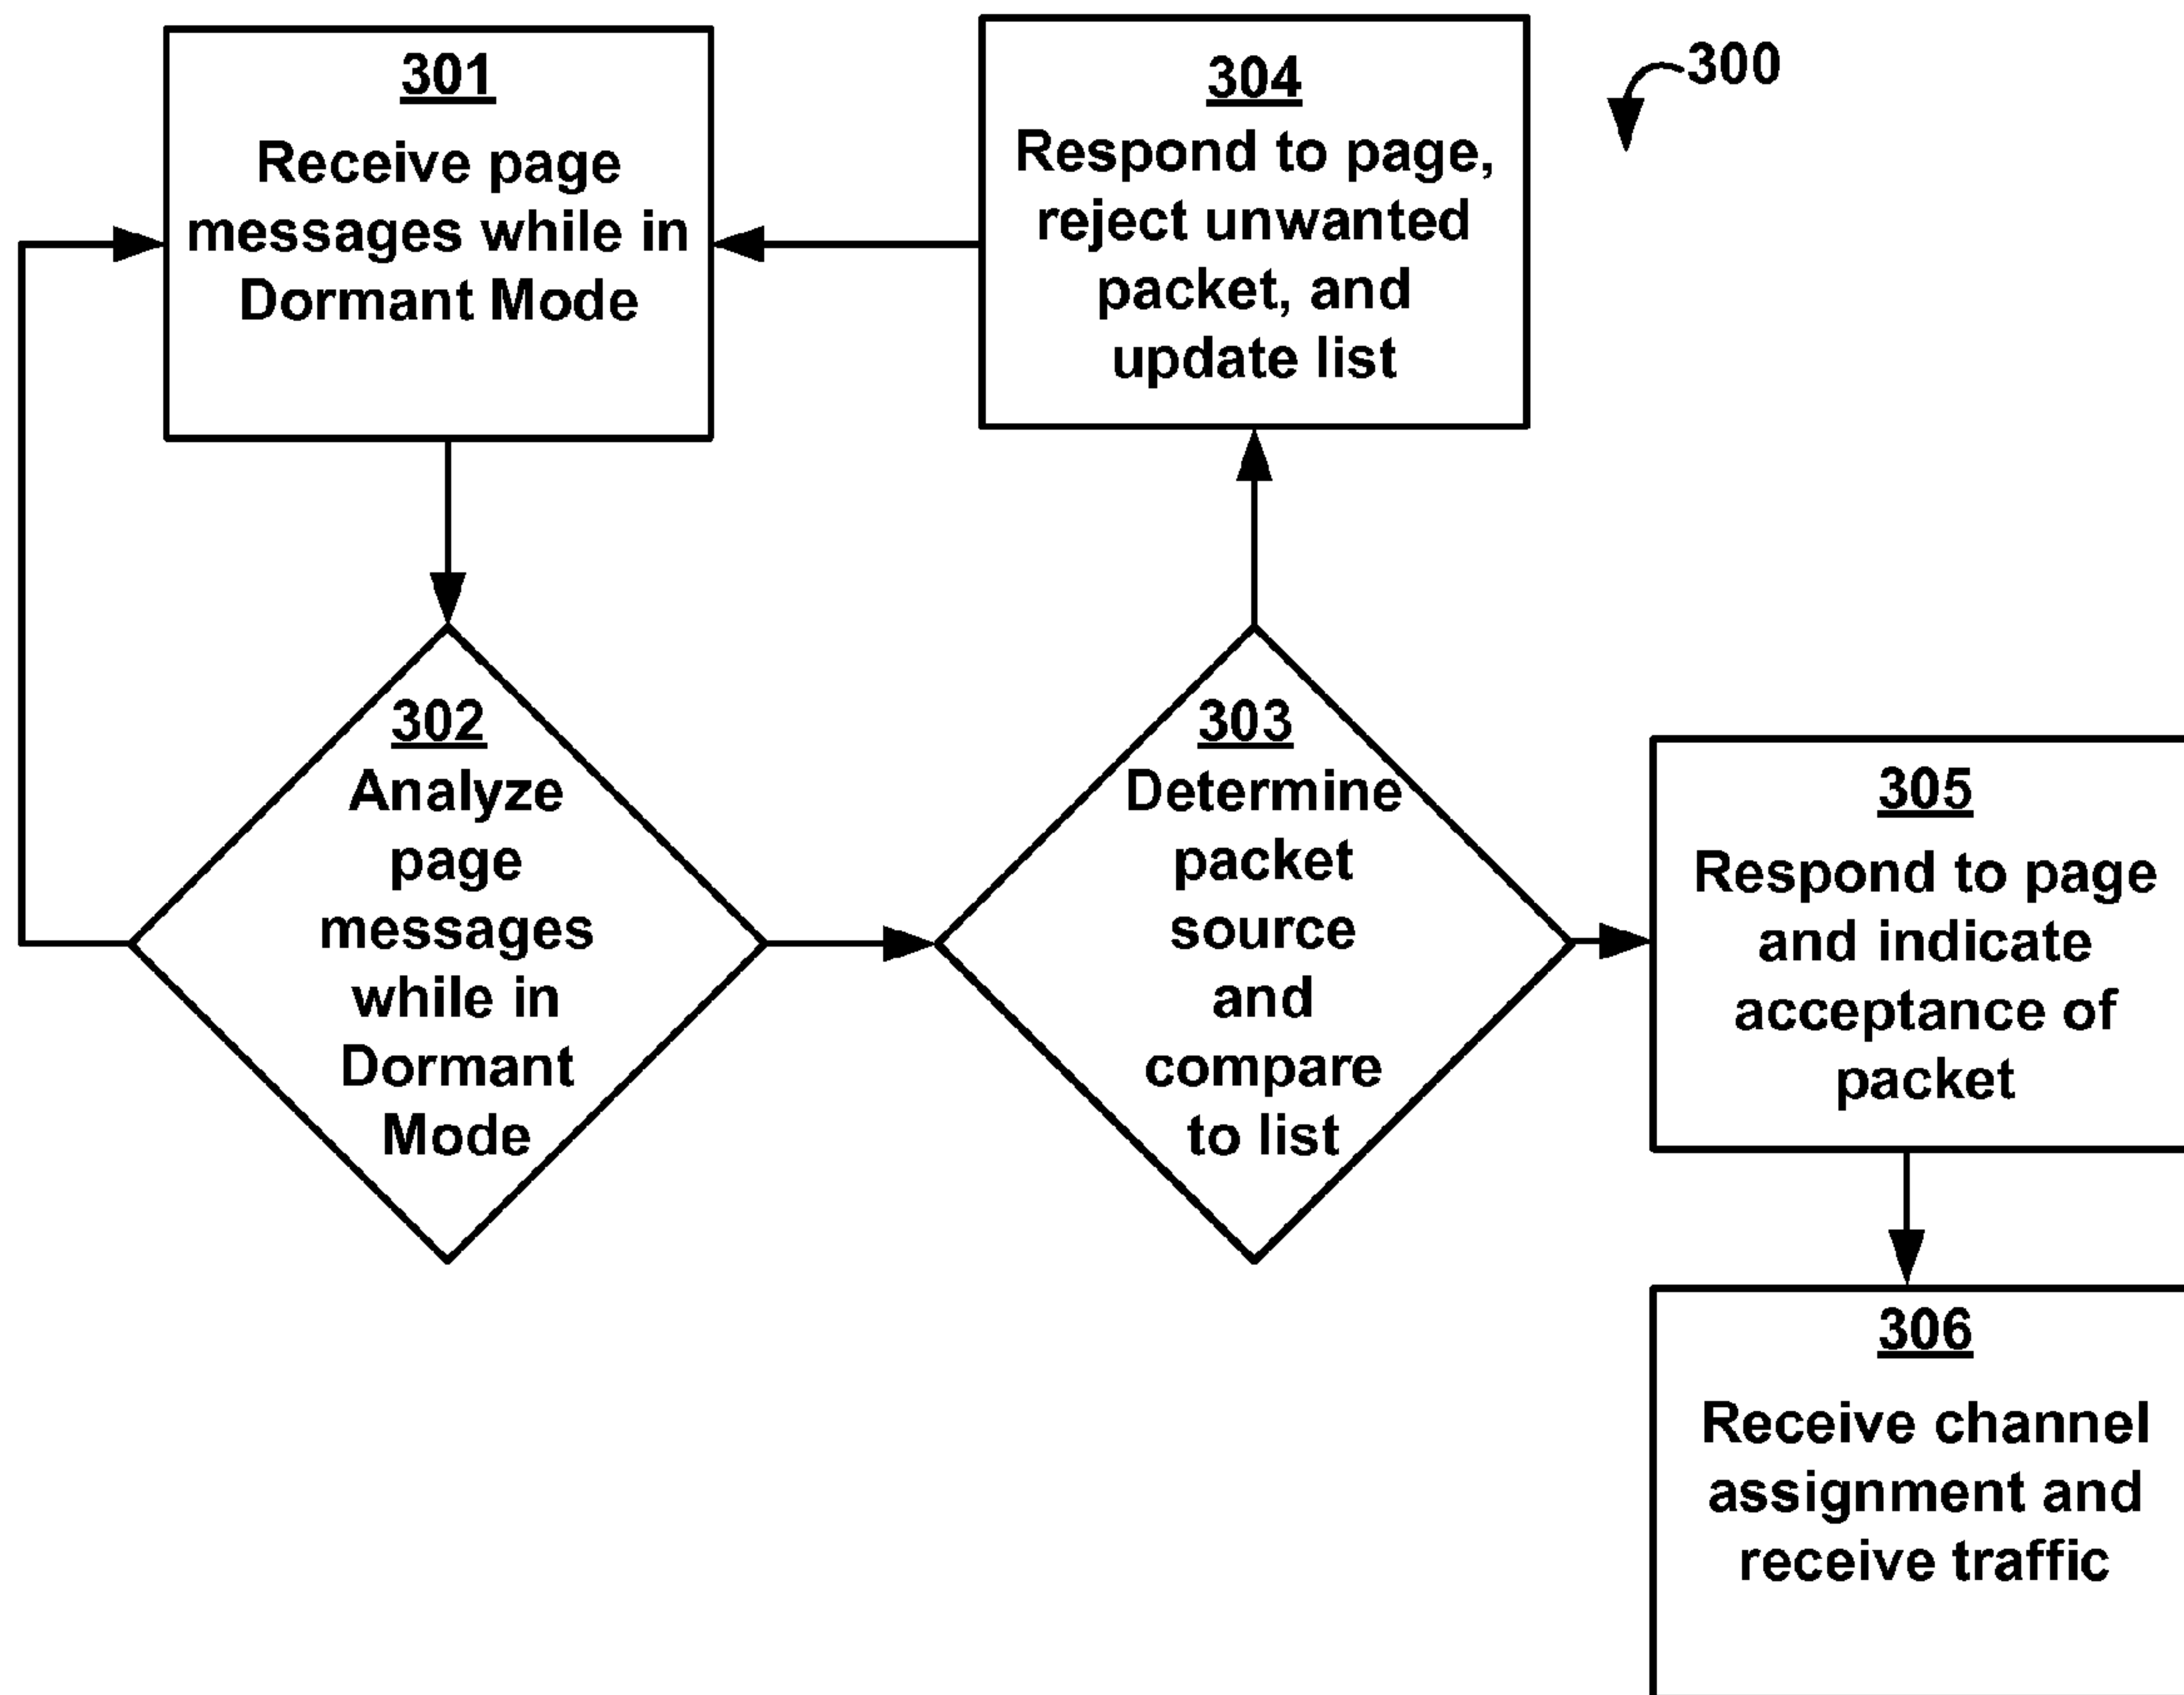 301
Receive page
messages while in
Dormant Mode
304
Respond to page,
reject unwanted
packet, and
update list
300
302
Analyze
page
messages
while in
Dormant
Mode
303
Determine
packet
source
and
compare
to list
305
Respond to page
and indicate
acceptance of
packet
306
Receive channel
assignment and
receive traffic